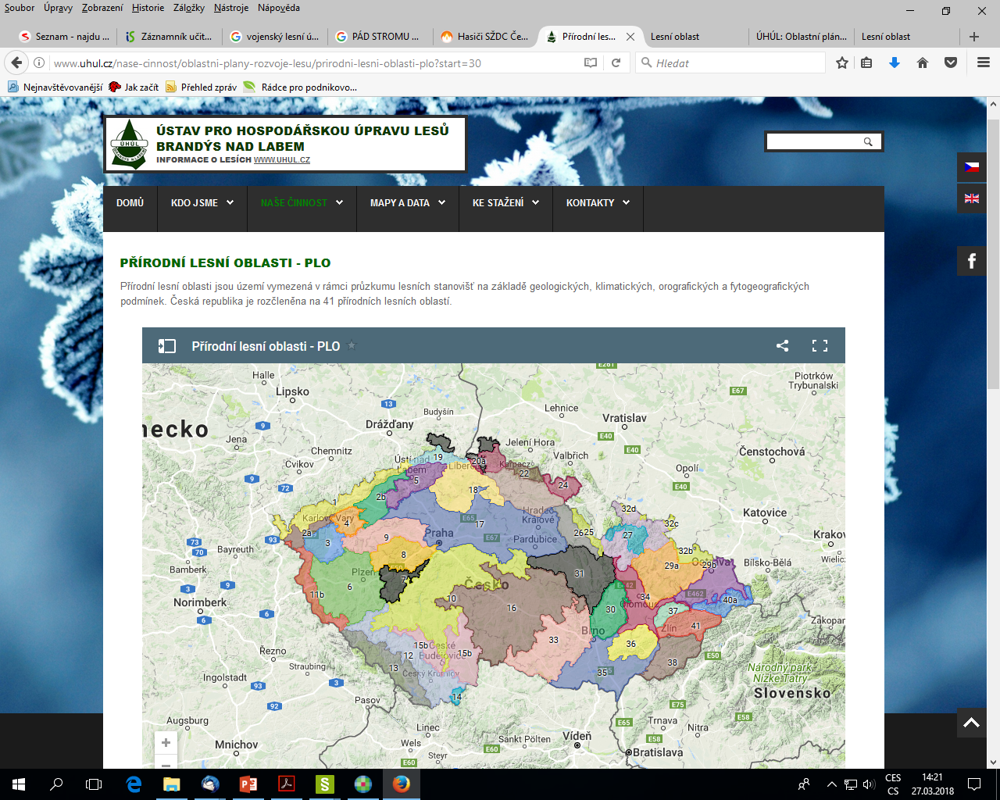 Soubor Úpravy Zobrazení Historie Záložky Nástroje Nápověda
Seznam - najdu ... Záznamník učit... vojenský lesní ú... PÁD STROMU ... Hasiči SŽDC Če... Přírodní les... Lesní oblast ÚHÚL: Oblastní plán... Lesní oblast
www.uhul.cz/nase-cinnost/oblastni-plany-rozvoje-lesu/prirodni-lesni-oblasti-plo?start=30 Hledat
Nejnavštěvovanější Jak začít Přehled zpráv Rádce pro podnikovo...
ÚSTAV PRO HOSPODÁŘSKOU ÚPRAVU LESŮ
BRANDÝS NAD LABEM
INFORMACE O LESÍCH WWW.UHUL.CZ
ÚHÚL
DOMŮ KDO JSME NAŠE ČINNOST MAPY A DATA KE STAŽENÍ KONTAKTY
PŘÍRODNÍ LESNÍ OBLASTI - PLO
Přírodní lesní oblasti jsou území vymezená v rámci průzkumu lesních stanovišť na základě geologických, klimatických, orografických a fytogeografických
podmínek. Česká republika je rozčleněna na 41 přírodních lesních oblastí.
Přírodní lesní oblasti - PLO
E261
Halle Piotrków
Trybunalski
Lipsko E67
13 Lehnice
Budyšín Vratislav
necko 9 Drážďany
Jena E40 Jelení Hora
Chemnitz 4 E40 Valbřich Čenstochová
Cvikov Ústí nad Labem 19 Liberec 20a Karpacz 22
Opolí
72 5 18 24 E40
1 2b Hradec Králové 32d
Karlovy Vary 4 E65 17 Katovice
93 2a 3 9 Praha E67 Pardubice 26 25 27 32c Krakov
73 70 Bayreuth 8 32b Wielic
Bamberk Plzeň E50 7 31 29a Ostrava 29b Bílsko-Bělá
3 9 Česko E442
Norimberk 6 10 16 34 Olomouc E462 40a
11b 30 37
6 6 Brno Zlín 41 Zákopan
Řezno 15b České Budějovice 15b 33 36
Straubing 12 E50
Ingolstadt 3 13 Český Krumlov 35 38 Národný park
Nízke Tatry
93 Pasov 14 Slovensko
92 E75
Augsburg Linec E65 Trnava Nitra E58
Mnichov Wels Sankt Pölten Vídeň E58
Steyr E60 Bratislava
E60
14:21
CES
CS 27.03.2018